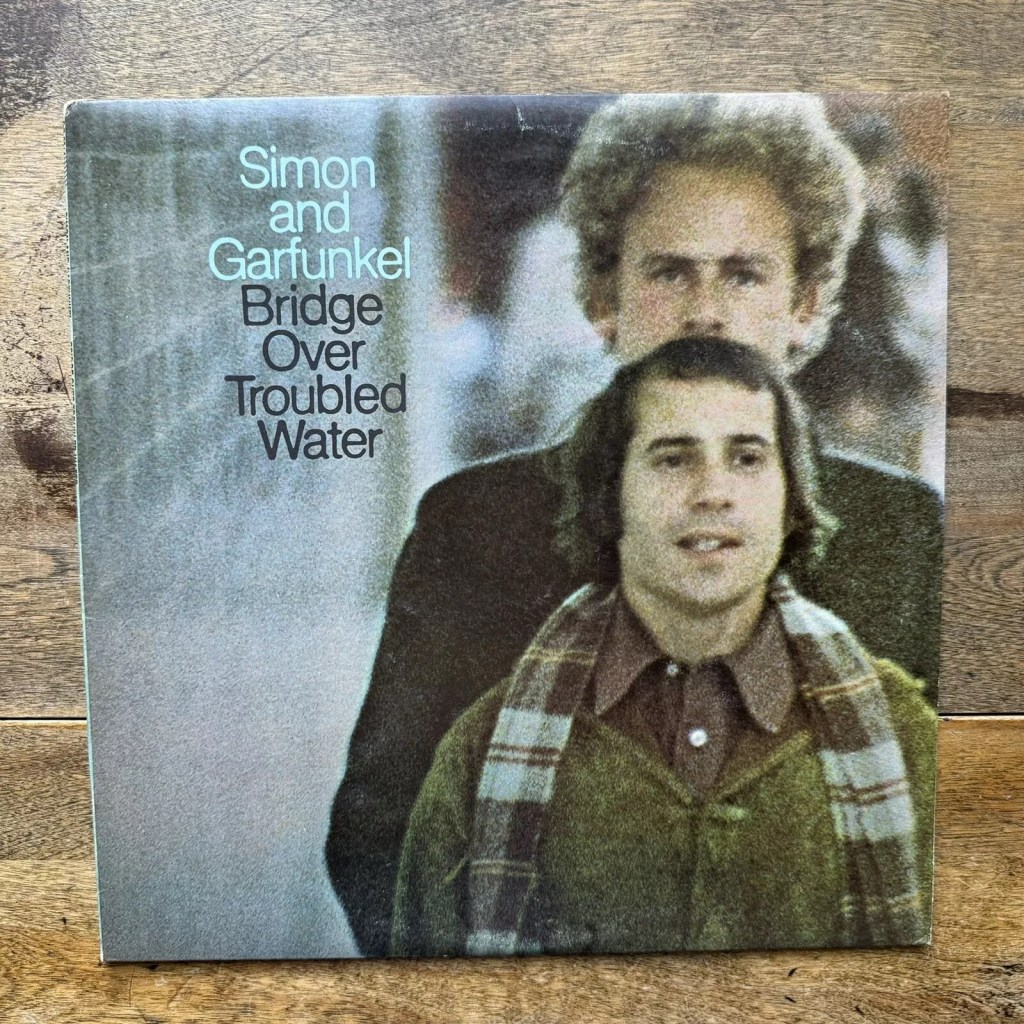 Simon
and
Garfunkel
Bridge
Over
Troubled
Water